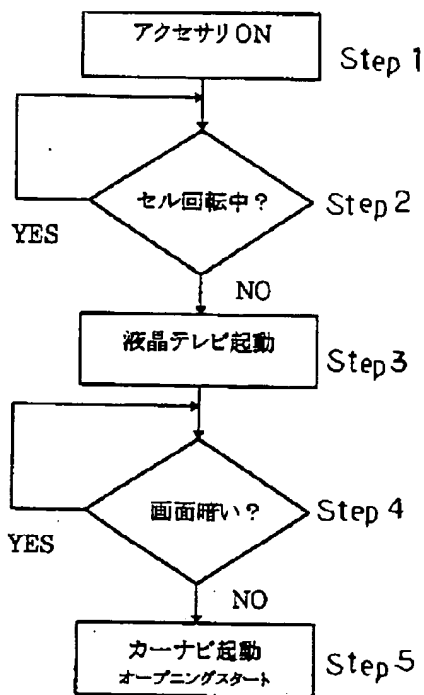 アクセサリON
Step 1
セル回転中?
Step 2
YES
NO
液晶テレビ起動
Step 3
画面暗い?
Step 4
YES
NO
カーナビ起動
オープニングスタート
Step 5